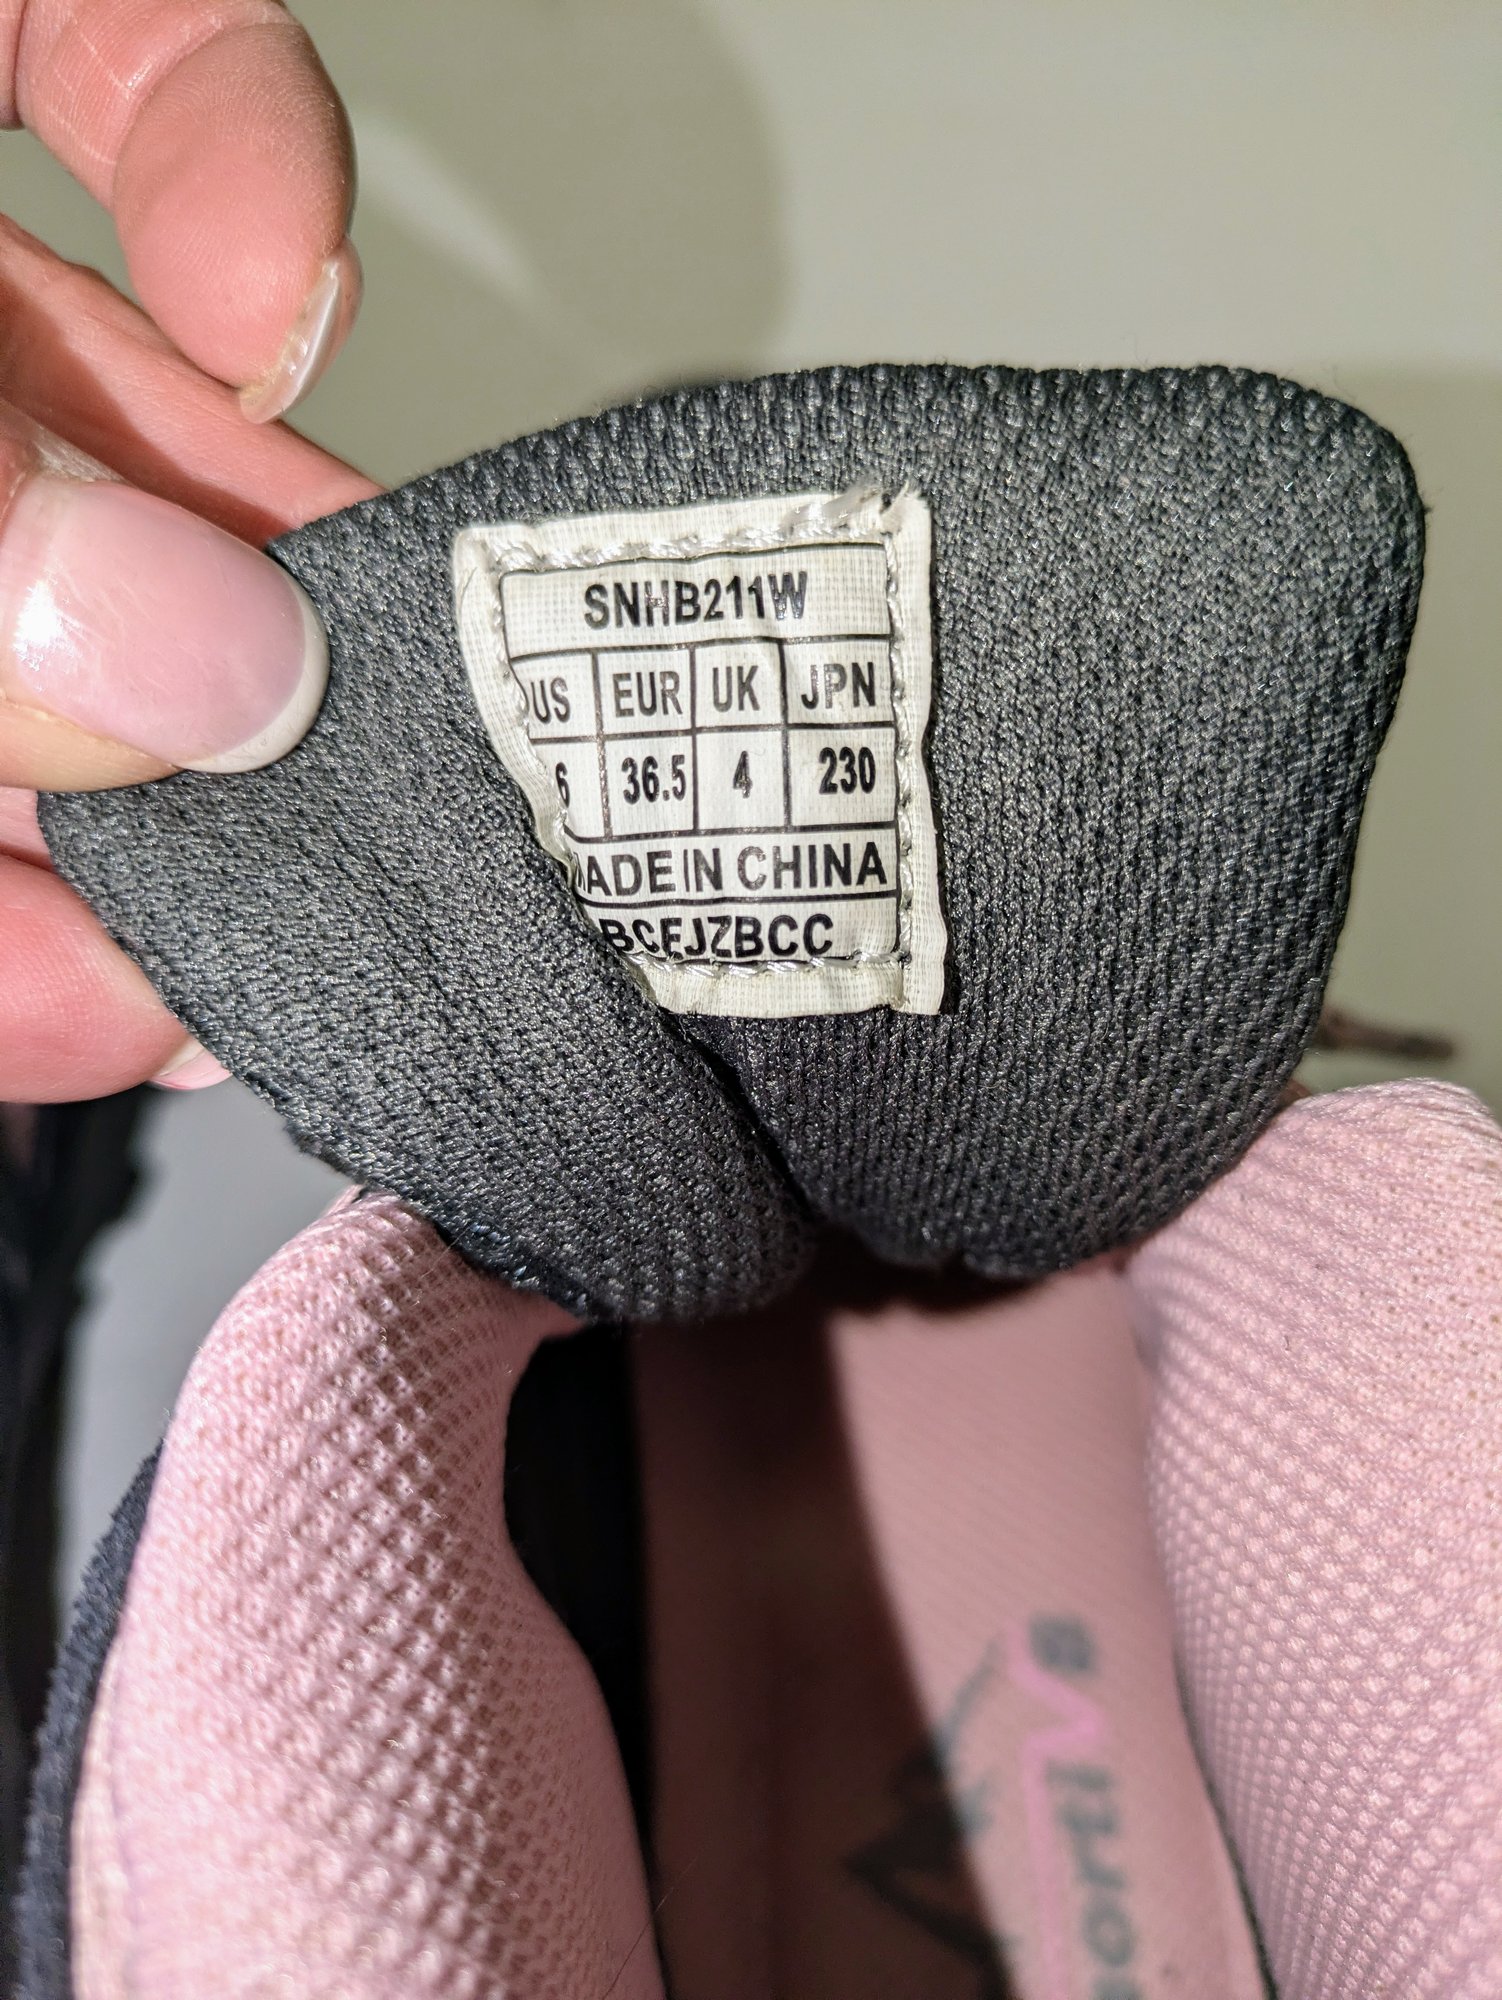 SNHB211W
US EUR UK JPN
6 36.5 4 230
MADE IN CHINA
BCEJZBCC